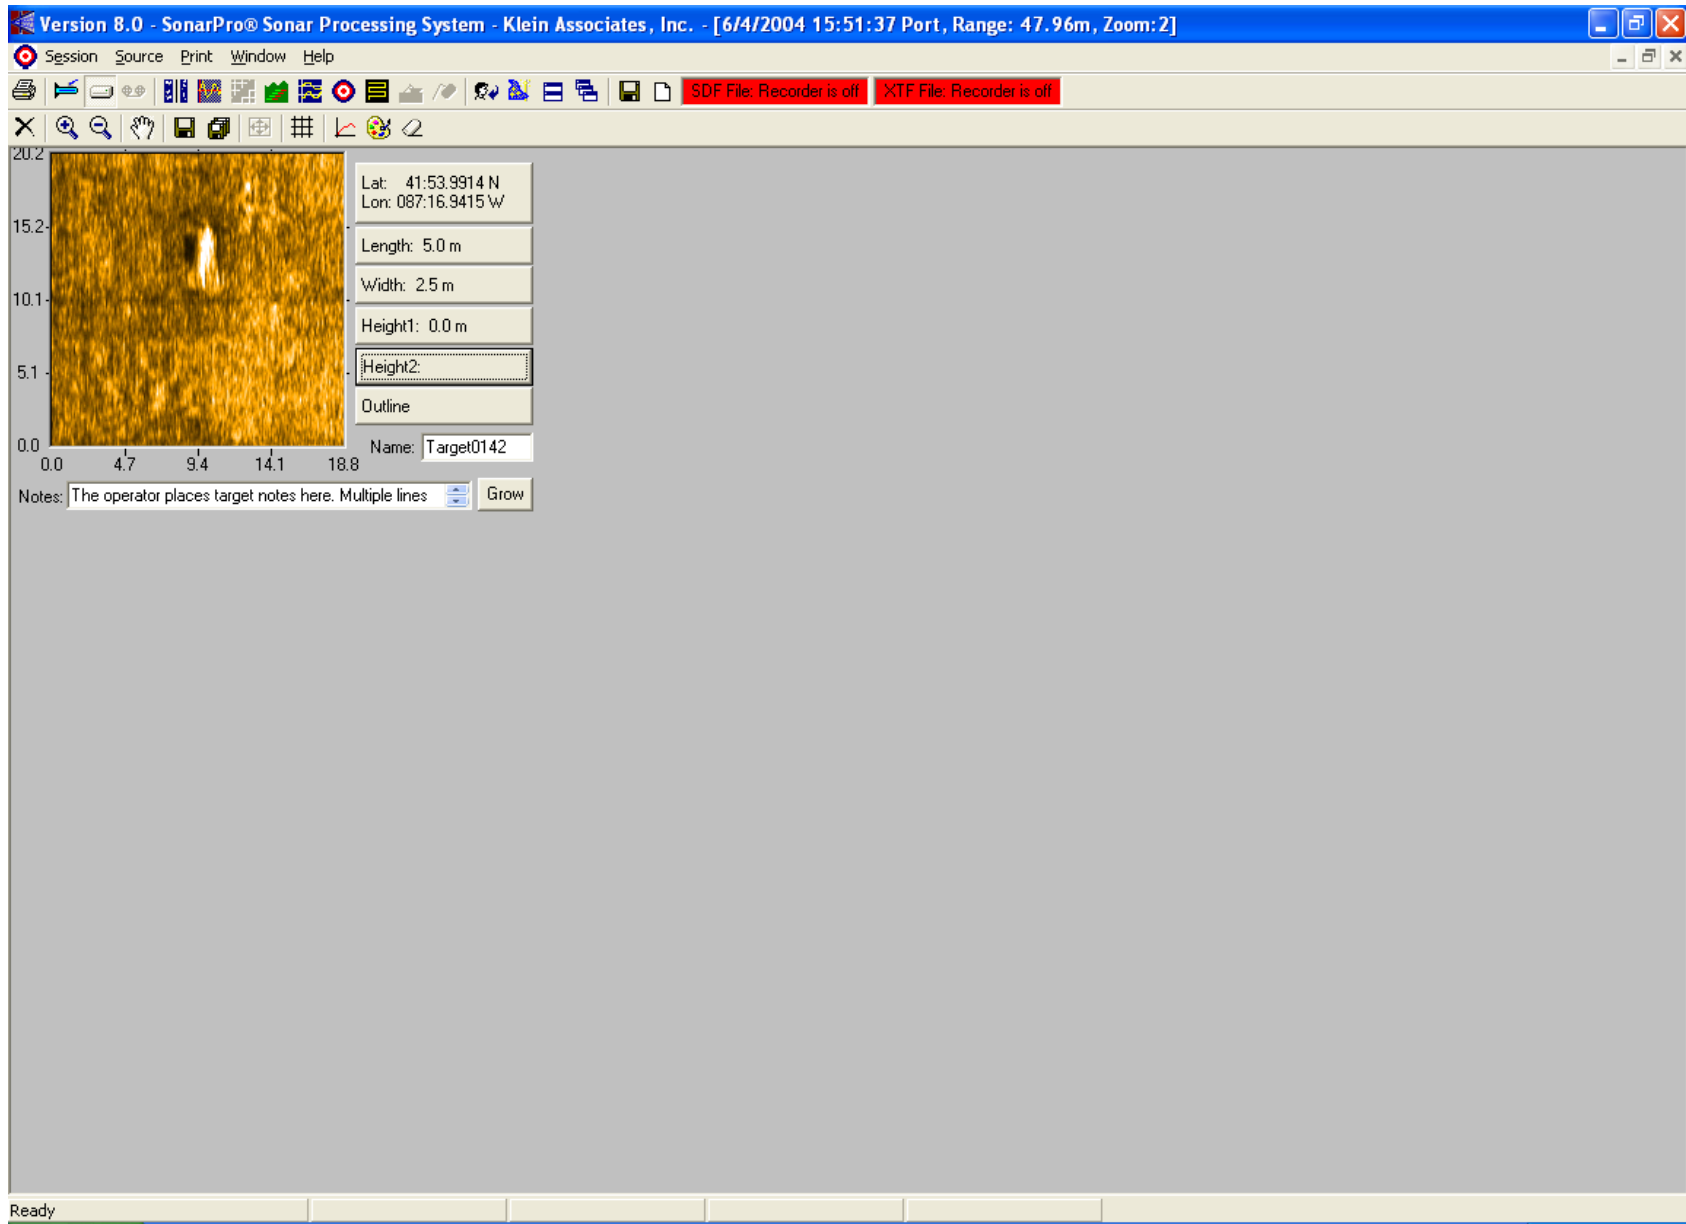 Version 8.0 - SonarPro® Sonar Processing System - Klein Associates, Inc. - [6/4/2004 15:51:37 Port, Range: 47.96m, Zoom:2]
Session Source Print Window Help
SDF File: Recorder is off XTF File: Recorder is off
20.2
15.2
10.1
5.1
0.0
0.0 4.7 9.4 14.1 18.8
Lat: 41:53.9914 N
Lon: 087:16.9415 W
Length: 5.0 m
Width: 2.5 m
Height1: 0.0 m
Height2:
Outline
Name: Target0142
Notes: The operator places target notes here. Multiple lines Grow
Ready